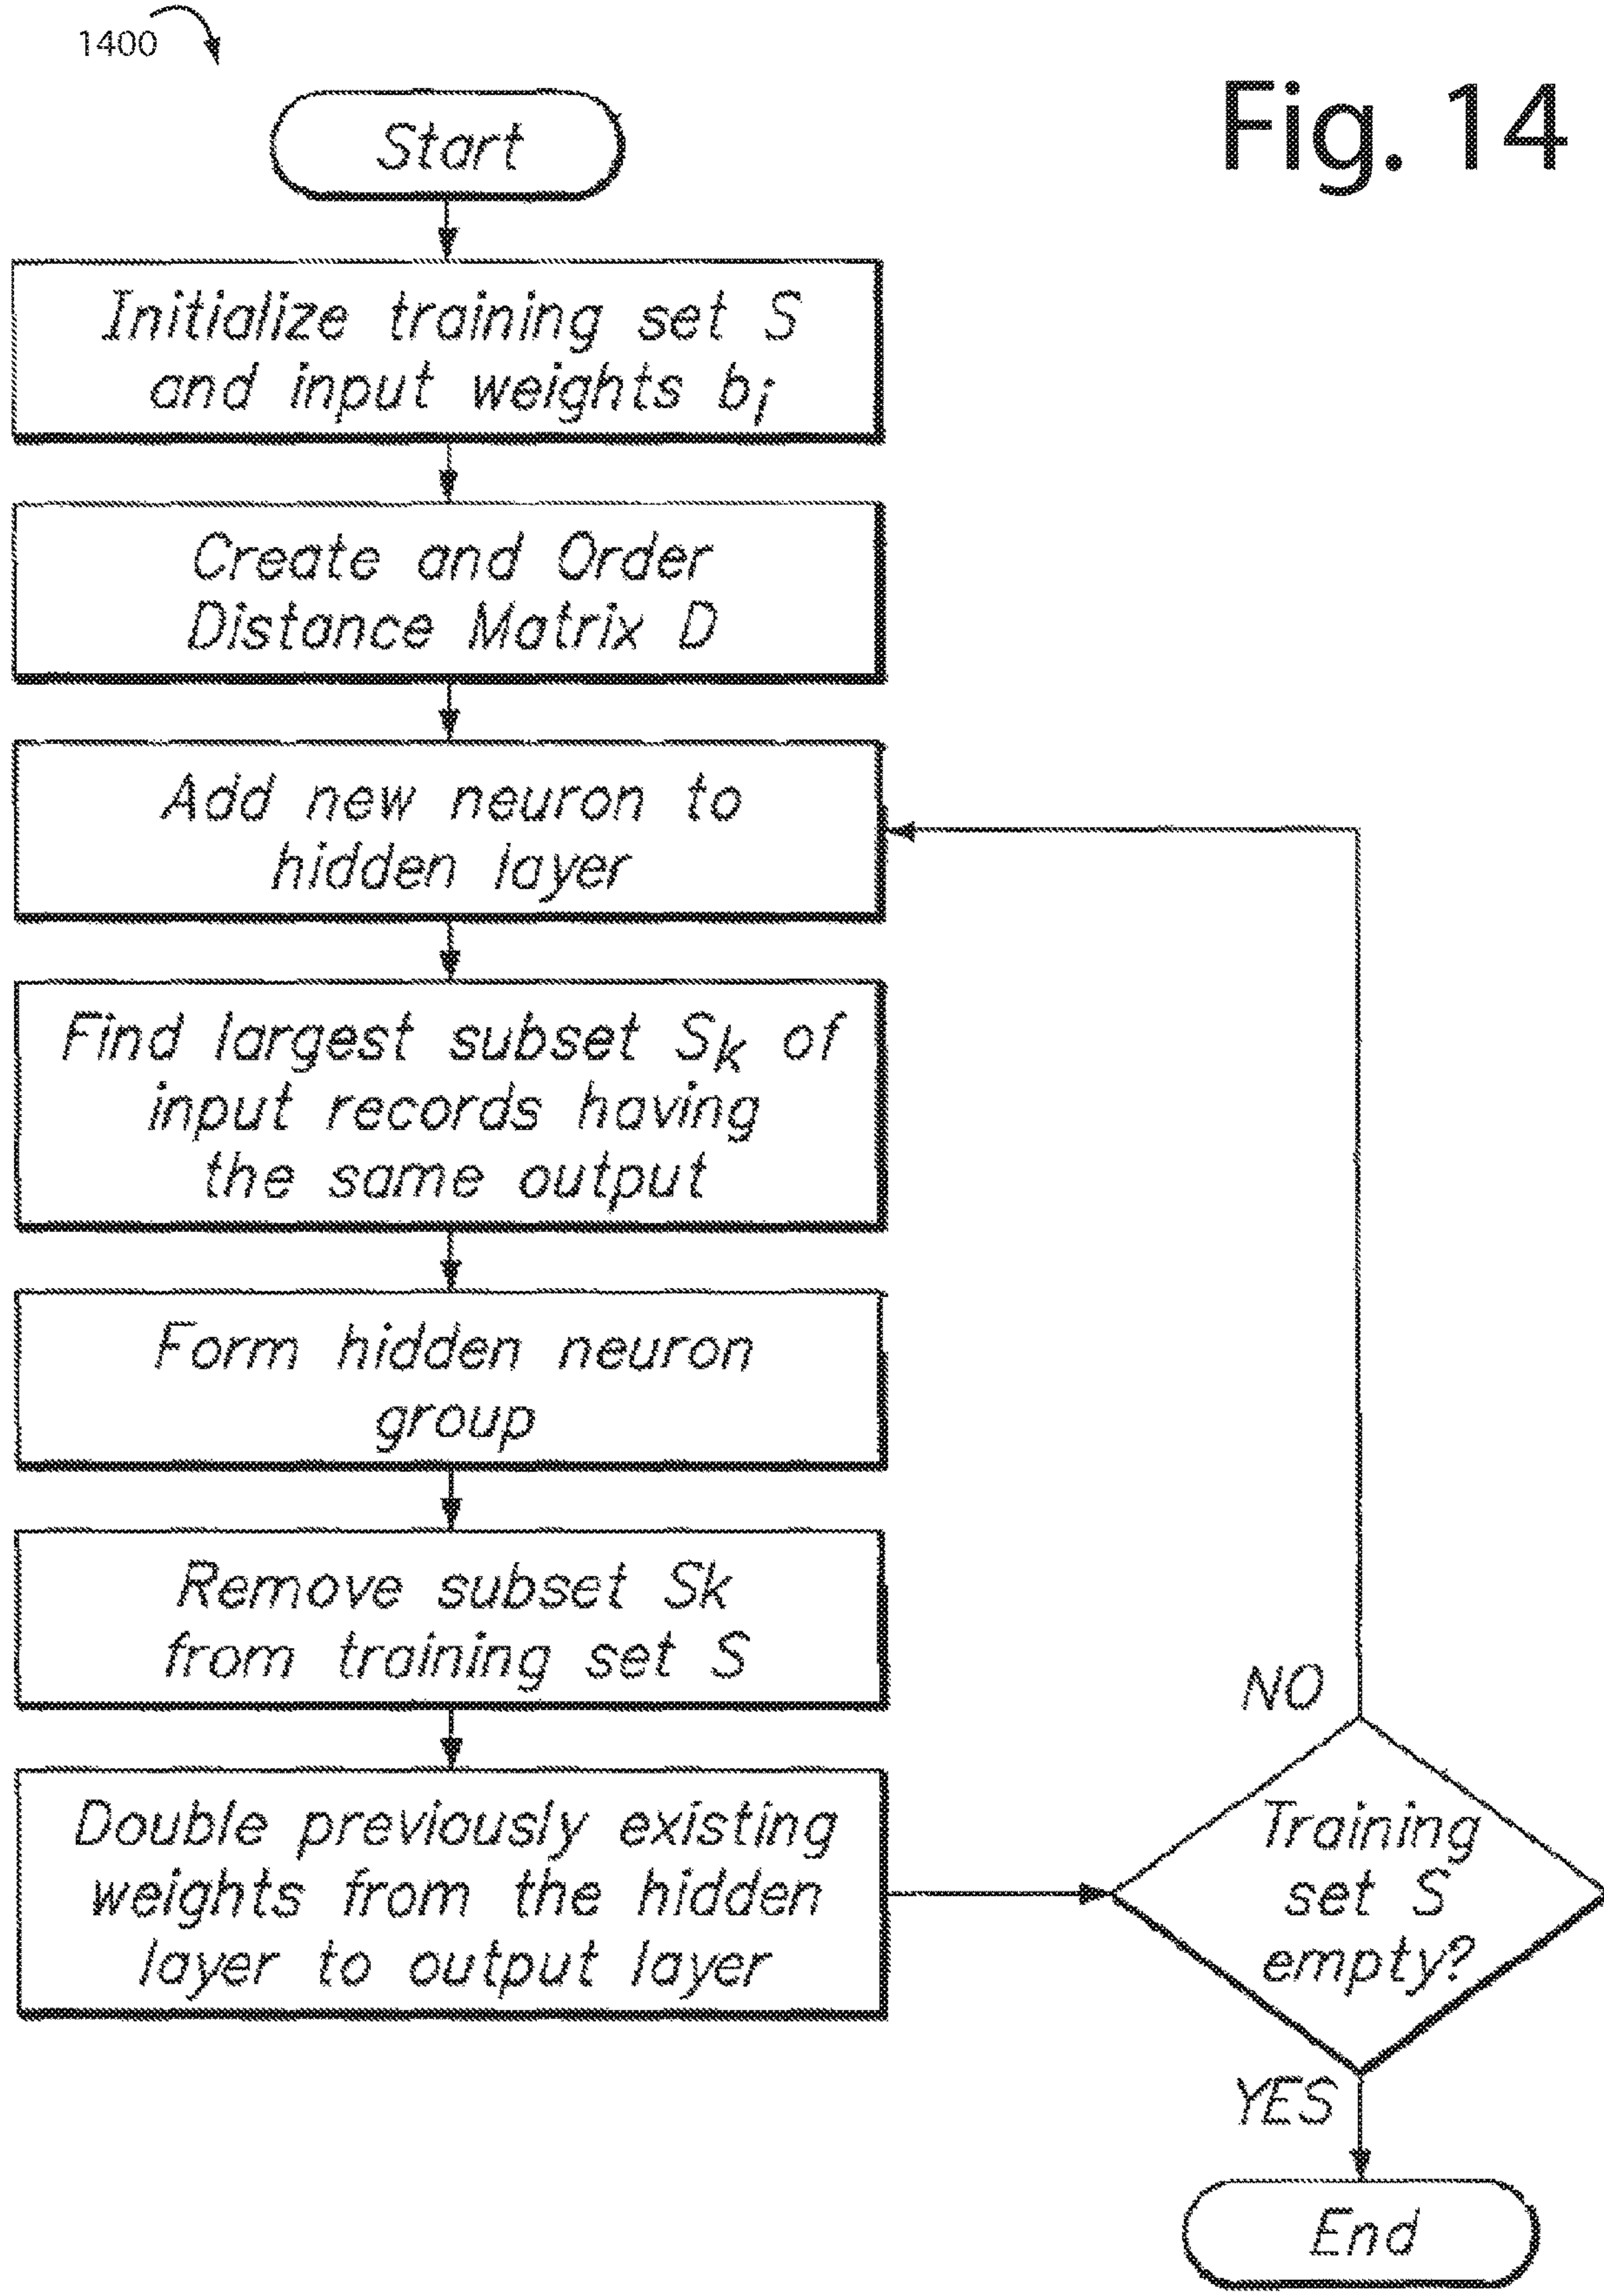 1400
Fig. 14
Start
Initialize training set S
and input weights bi
Create and Order
Distance Matrix D
Add new neuron to
hidden layer
Find largest subset Sk of
input records having
the same output
Form hidden neuron
group
Remove subset Sk
from training set S
Double previously existing
weights from the hidden
layer to output layer
NO
Training
set S
empty?
YES
End